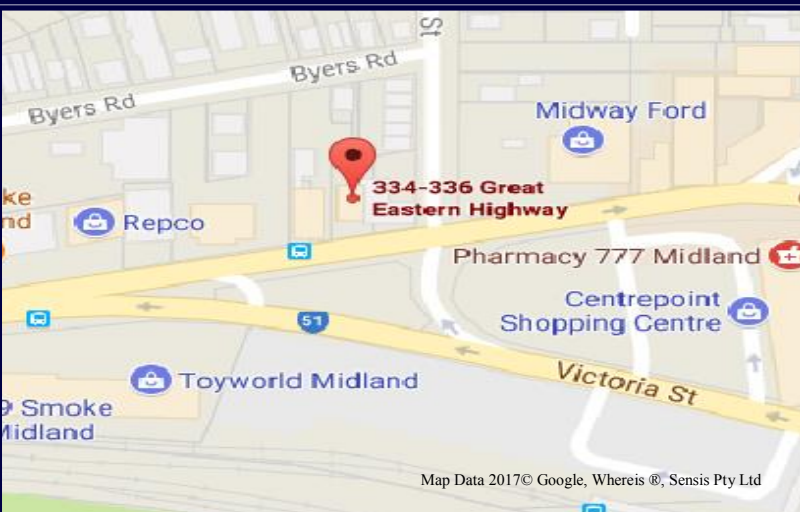 St
Byers Rd
Byers Rd
Midway Ford
334-336 Great
Eastern Highway
ke
nd
Repco
Pharmacy 777 Midland
Centrepoint
Shopping Centre
51
Victoria St
Toyworld Midland
9 Smoke
Midland
Map Data 2017© Google, Whereis ®, Sensis Pty Ltd